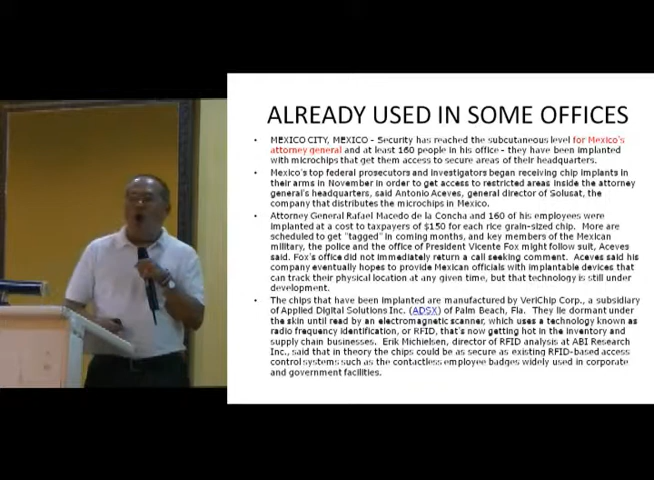 ALREADY USED IN SOME OFFICES
• MEXICO CITY, MEXICO - Security has reached the subcutaneous level for Mexico's
attorney general and at least 160 people in his office - they have been implanted
with microchips that get them access to secure areas of their headquarters.
• Mexico's top federal prosecutors and investigators began receiving chip implants in
their arms in November in order to get access to restricted areas inside the attorney
general's headquarters, said Antonio Aceves, general director of Solusat, the
company that distributes the microchips in Mexico.
• Attorney General Rafael Macedo de la Concha and 160 of his employees were
implanted at a cost to taxpayers of $150 for each rice grain-sized chip. More are
scheduled to get "tagged" in coming months, and key members of the Mexican
military, the police and the office of President Vicente Fox might follow suit, Aceves
said. Fox's office did not immediately return a call seeking comment. Aceves said his
company eventually hopes to provide Mexican officials with implantable devices that
can track their physical location at any given time, but that technology is still under
development.
• The chips that have been implanted are manufactured by VeriChip Corp., a subsidiary
of Applied Digital Solutions Inc. (ADSX) of Palm Beach, Fla. They lie dormant under
the skin until read by an electromagnetic scanner, which uses a technology known as
radio frequency identification, or RFID, that's now getting hot in the inventory and
supply chain businesses. Erik Michielsen, director of RFID analysis at ABI Research
Inc., said that in theory the chips could be as secure as existing RFID-based access
control systems such as the contactless employee badges widely used in corporate
and government facilities.